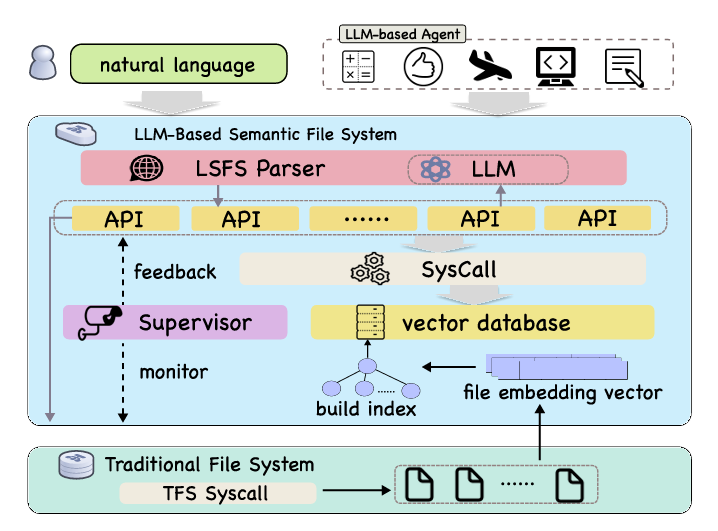 LLM-based Agent
natural language
LLM-Based Semantic File System
LSFS Parser
LLM
API
API
......
API
API
feedback
SysCall
Supervisor
vector database
monitor
......
build index
file embedding vector
Traditional File System
TFS Syscall
......